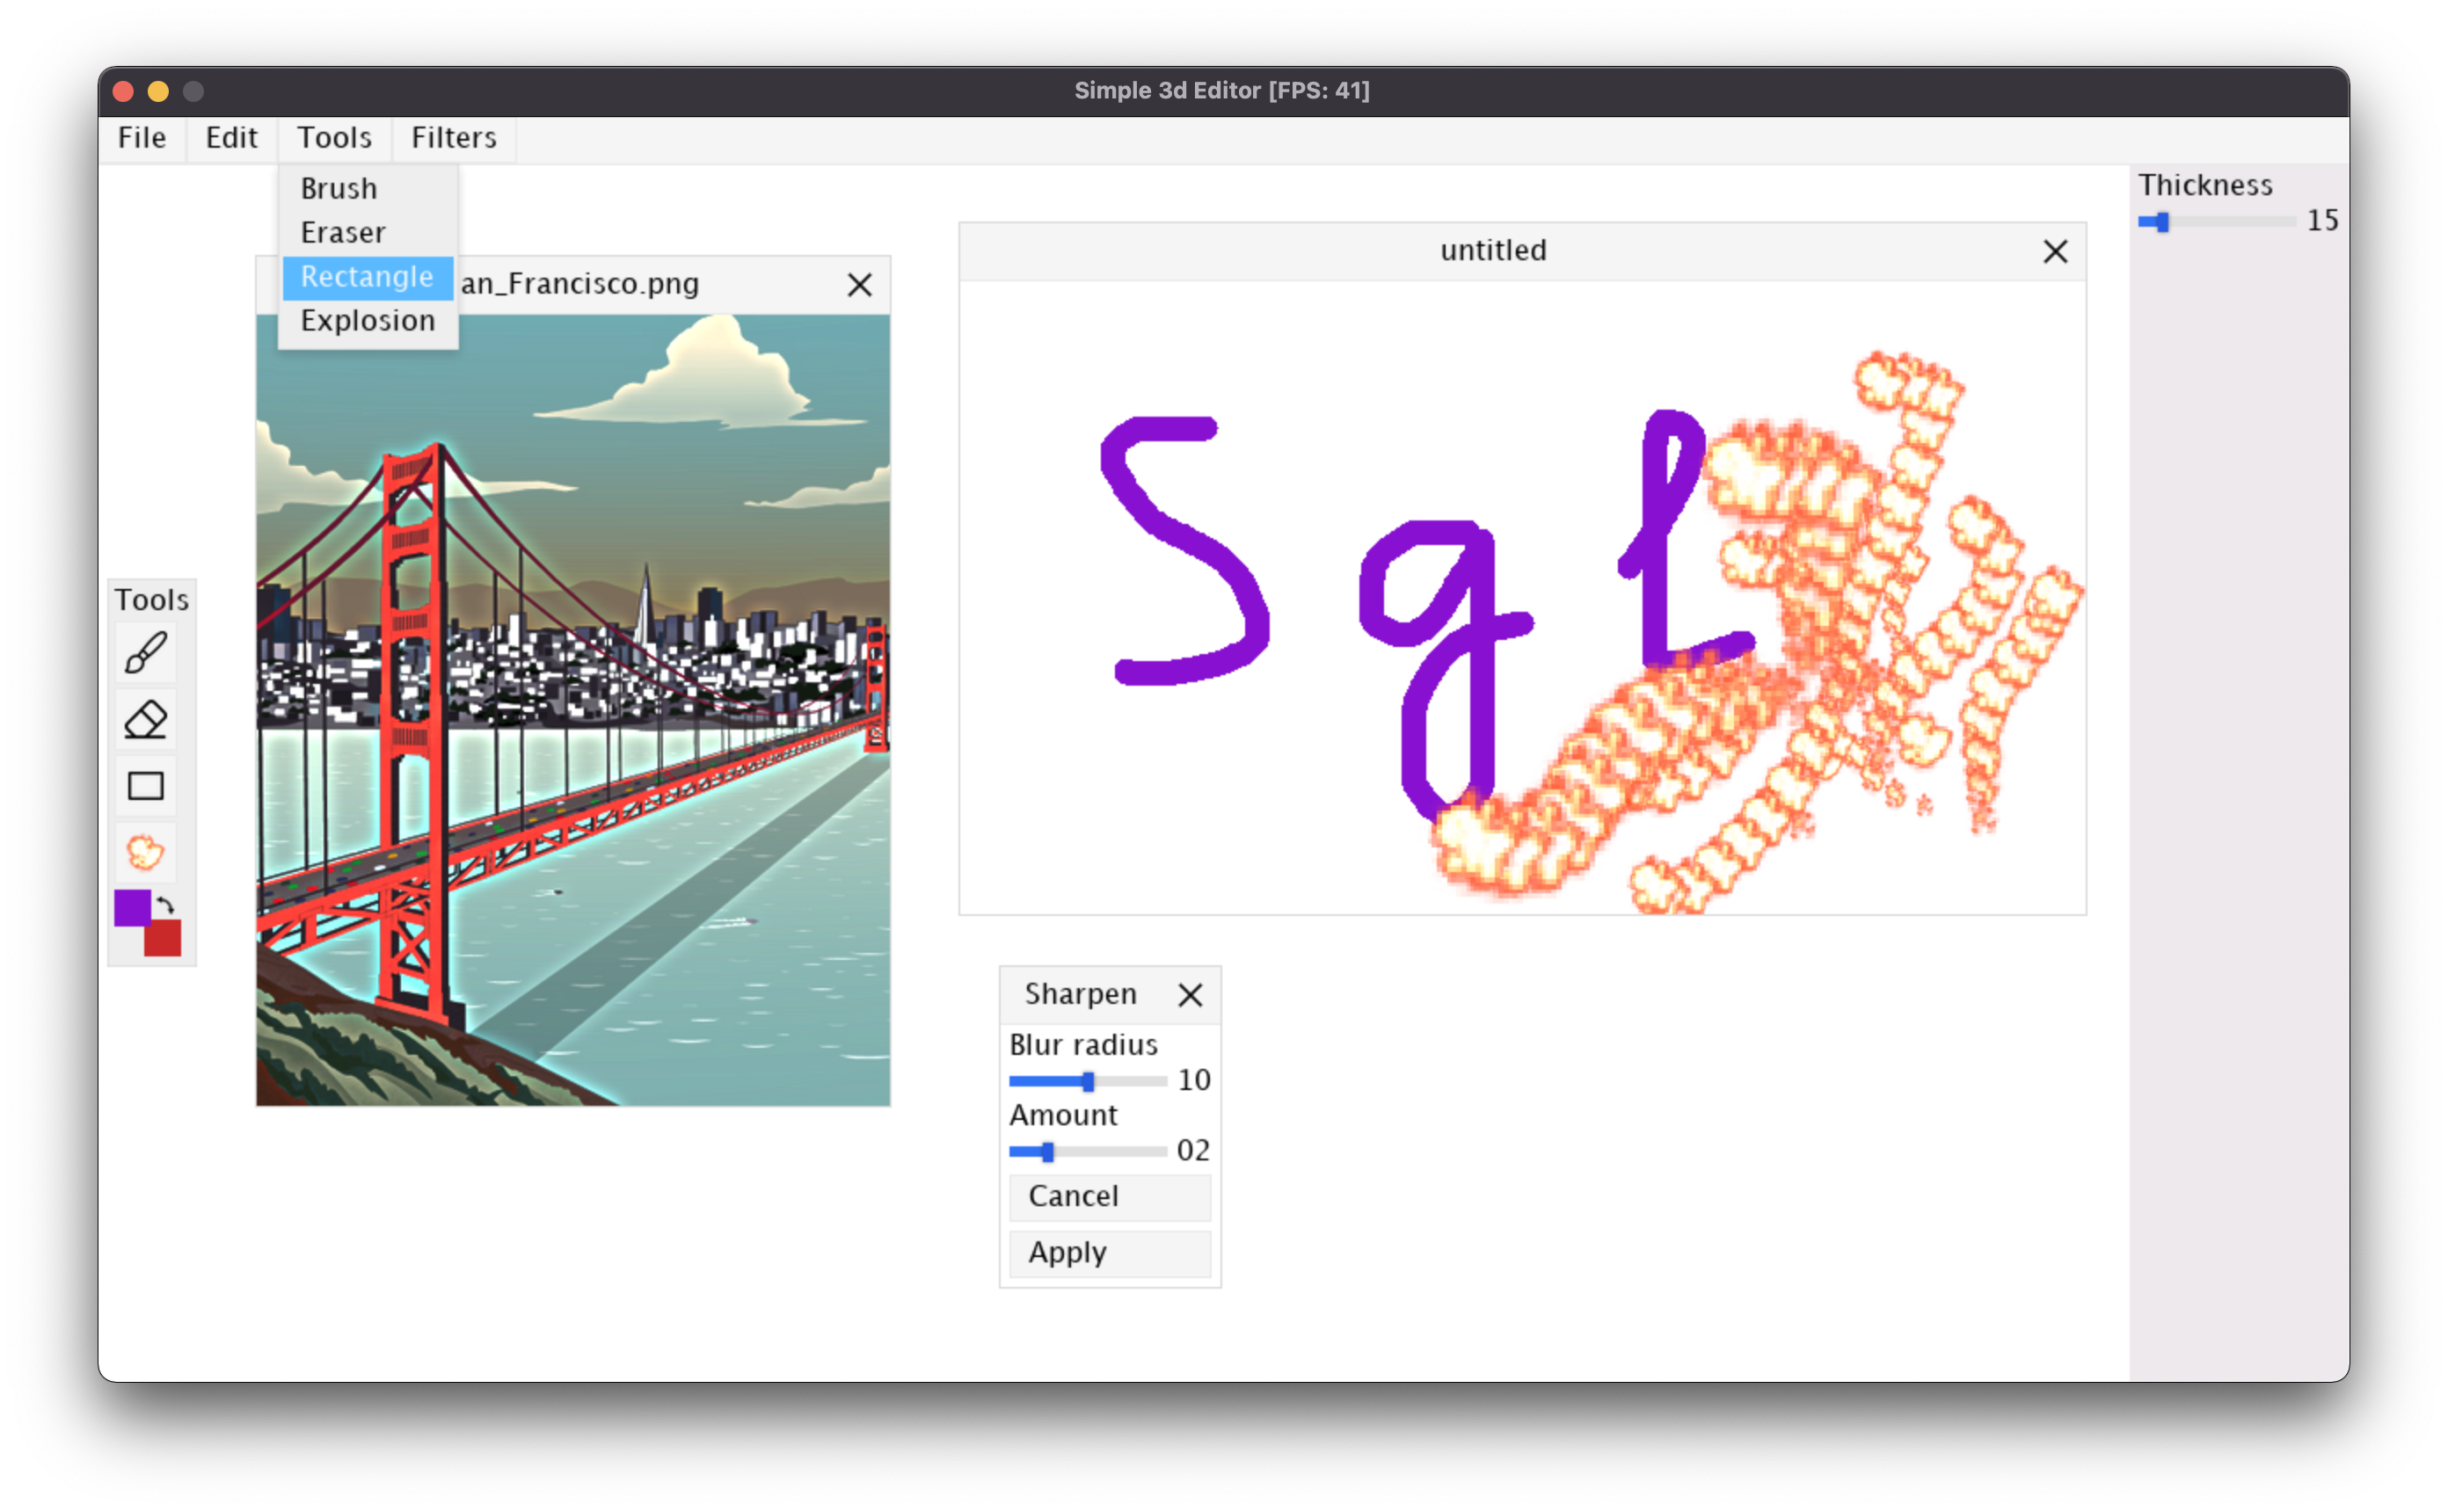 Simple 3d Editor [FPS: 41]
File Edit Tools Filters
Brush
Eraser
Rectangle
Explosion
an_Francisco.png
untitled
Sgl
Thickness
15
Tools
Sharpen
Blur radius
10
Amount
02
Cancel
Apply